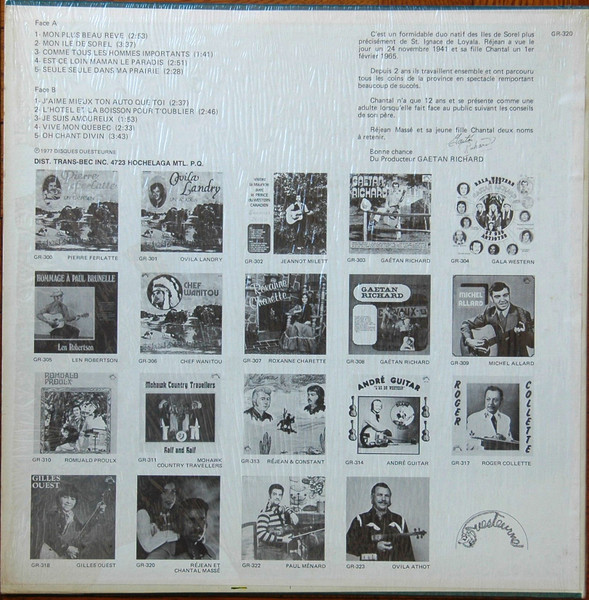 Face A
1- MON PLUS BEAU REVE (2:53)
2- MON ILE DE SOREL (3:37)
3- COMME TOUS LES HOMMES IMPORTANTS (1:41)
4- EST CE LOIN MAMAN LE PARADIS (2:51)
5- SEULE SEULE DANS MA PRAIRIE (2:28)
Face B
1- J'AIME MIEUX TON AUTO QUE TOI (2:37)
2- L'HOTEL ET LA BOISSON POUR T'OUBLIER (2:46)
3- JE SUIS AMOUREUX (1:53)
4- VIVE MON QUEBEC (2:33)
5- OH CHANT DIVIN (3:43)
Ⓟ1977 DISQUES OUESTERUNS
DIST. TRANS-BEC INC. 4723 HOCHELAGA MTL. P.Q.
GR-320
C'est un formidable duo natif des Iles de Sorel plus
précisément de St. Ignace de Loyala. Réjean a vue le
jour un 24 novembre 1941 et sa fille Chantal un 1er
février 1965.
Depuis 2 ans ils travaillent ensemble et ont parcouru
tous les coins de la province en spectacle remportant
beaucoup de succès.
Chantal n'a que 12 ans et se présente comme une
adulte lorsqu'elle fait face au public suivant les conseils
de son père.
Réjean Massé et sa jeune fille Chantal deux noms
à retenir.
Bonne chance
Du Producteur GAETAN RICHARD
Pierre Ferlatte
GR-300 PIERRE FERLATTE
Ovila Landry
GR-301 OVILA LANDRY
GR-302 JEANNOT MILETT
GAETAN RICHARD
GR-303 GAËTAN RICHARD
GALA WESTERN
GR-304 GALA WESTERN
HOMMAGE À PAUL BRUNELLE
Len Robertson
GR-305 LEN ROBERTSON
CHEF WANITOU
GR-306 CHEF WANITOU
Roxanne Charette
GR-307 ROXANNE CHARETTE
GAETAN RICHARD
GR-308 GAËTAN RICHARD
MICHEL ALLARD
GR-309 MICHEL ALLARD
ROMUALD PROULX
GR-310 ROMUALD PROULX
Mohawk Country Travellers
Half and Half
GR-311 MOHAWK
COUNTRY TRAVELLERS
GR-313 RÉJEAN & CONSTANT
ANDRÉ GUITAR
GR-314 ANDRÉ GUITAR
ROGER COLLETTE
GR-317 ROGER COLLETTE
GILLES OUEST
GR-318 GILLES OUEST
GR-320 RÉJEAN ET
CHANTAL MASSÉ
GR-322 PAUL MÉNARD
GR-323 OVILA ATHOT